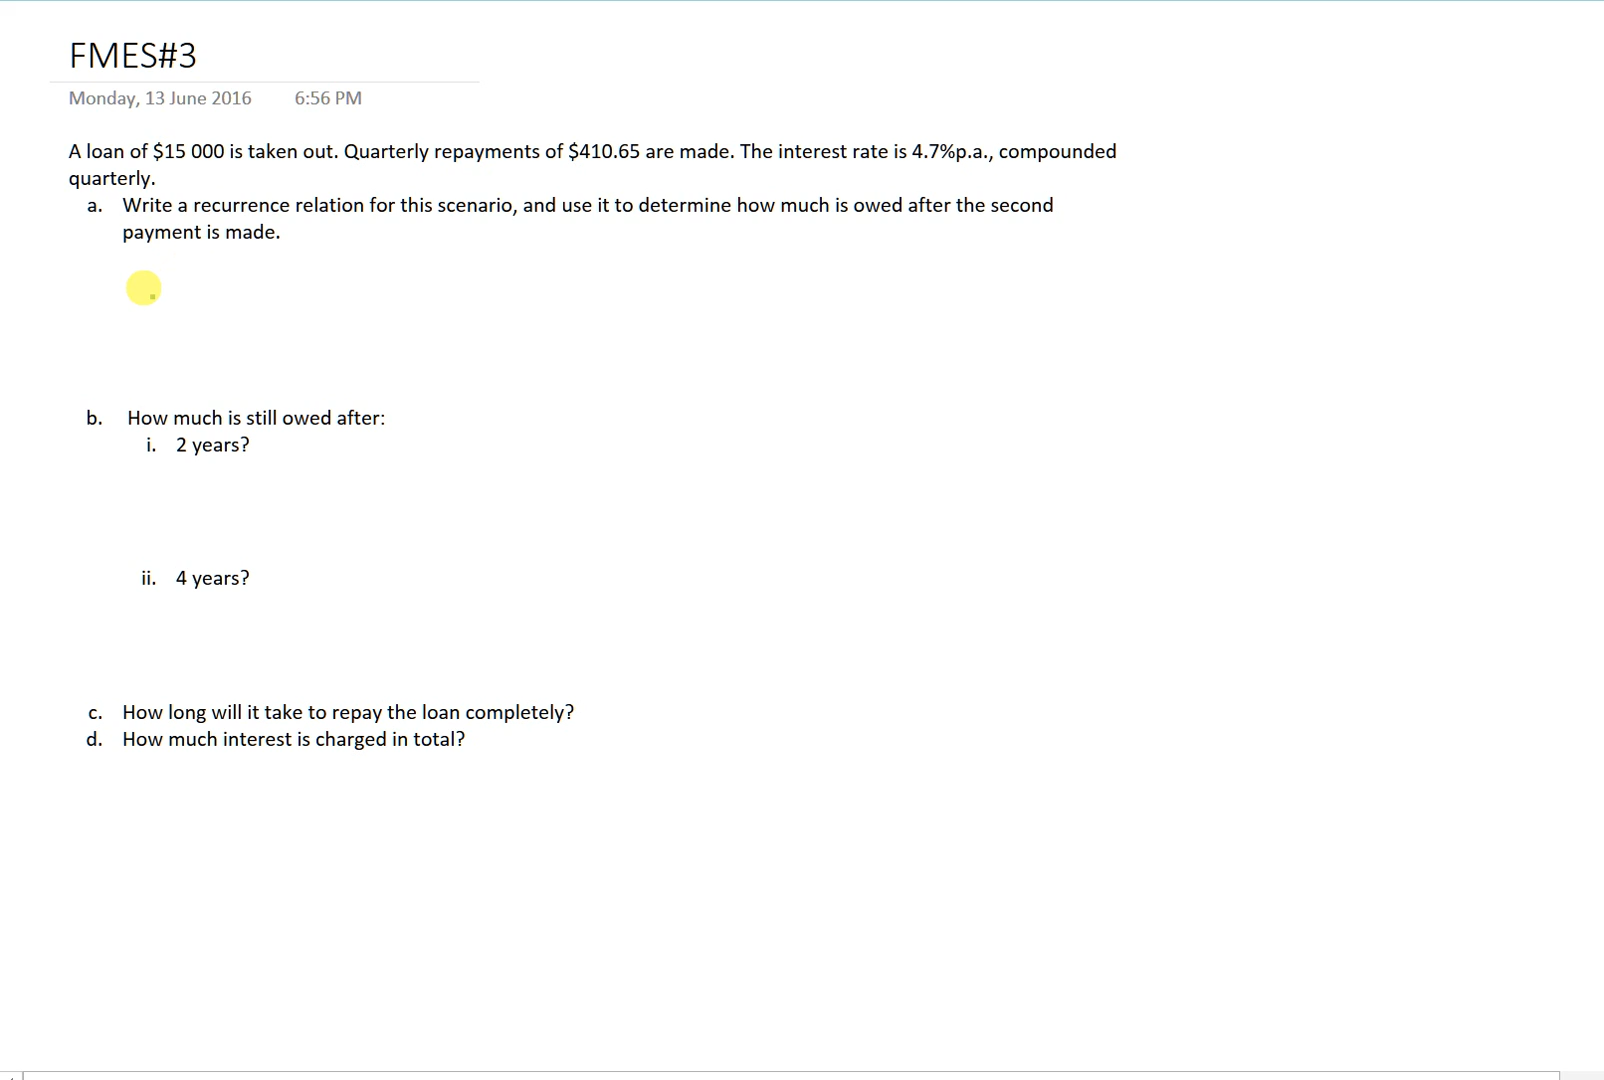 FMES#3
Monday, 13 June 2016 6:56 PM
A loan of $15 000 is taken out. Quarterly repayments of $410.65 are made. The interest rate is 4.7%p.a., compounded
quarterly.
a. Write a recurrence relation for this scenario, and use it to determine how much is owed after the second
payment is made.
b. How much is still owed after:
i. 2 years?
ii. 4 years?
c. How long will it take to repay the loan completely?
d. How much interest is charged in total?